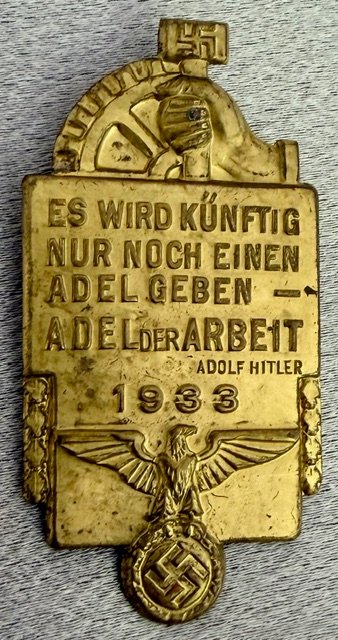 ES WIRD KÜNFTIG
NUR NOCH EINEN
ADEL GEBEN —
ADEL DER ARBEIT
ADOLF HITLER
1933